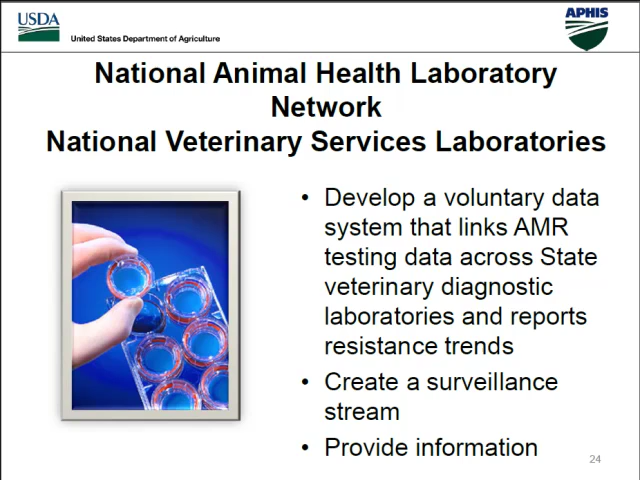 USDA
United States Department of Agriculture
APHIS
National Animal Health Laboratory
Network
National Veterinary Services Laboratories
• Develop a voluntary data
system that links AMR
testing data across State
veterinary diagnostic
laboratories and reports
resistance trends
• Create a surveillance
stream
• Provide information
24